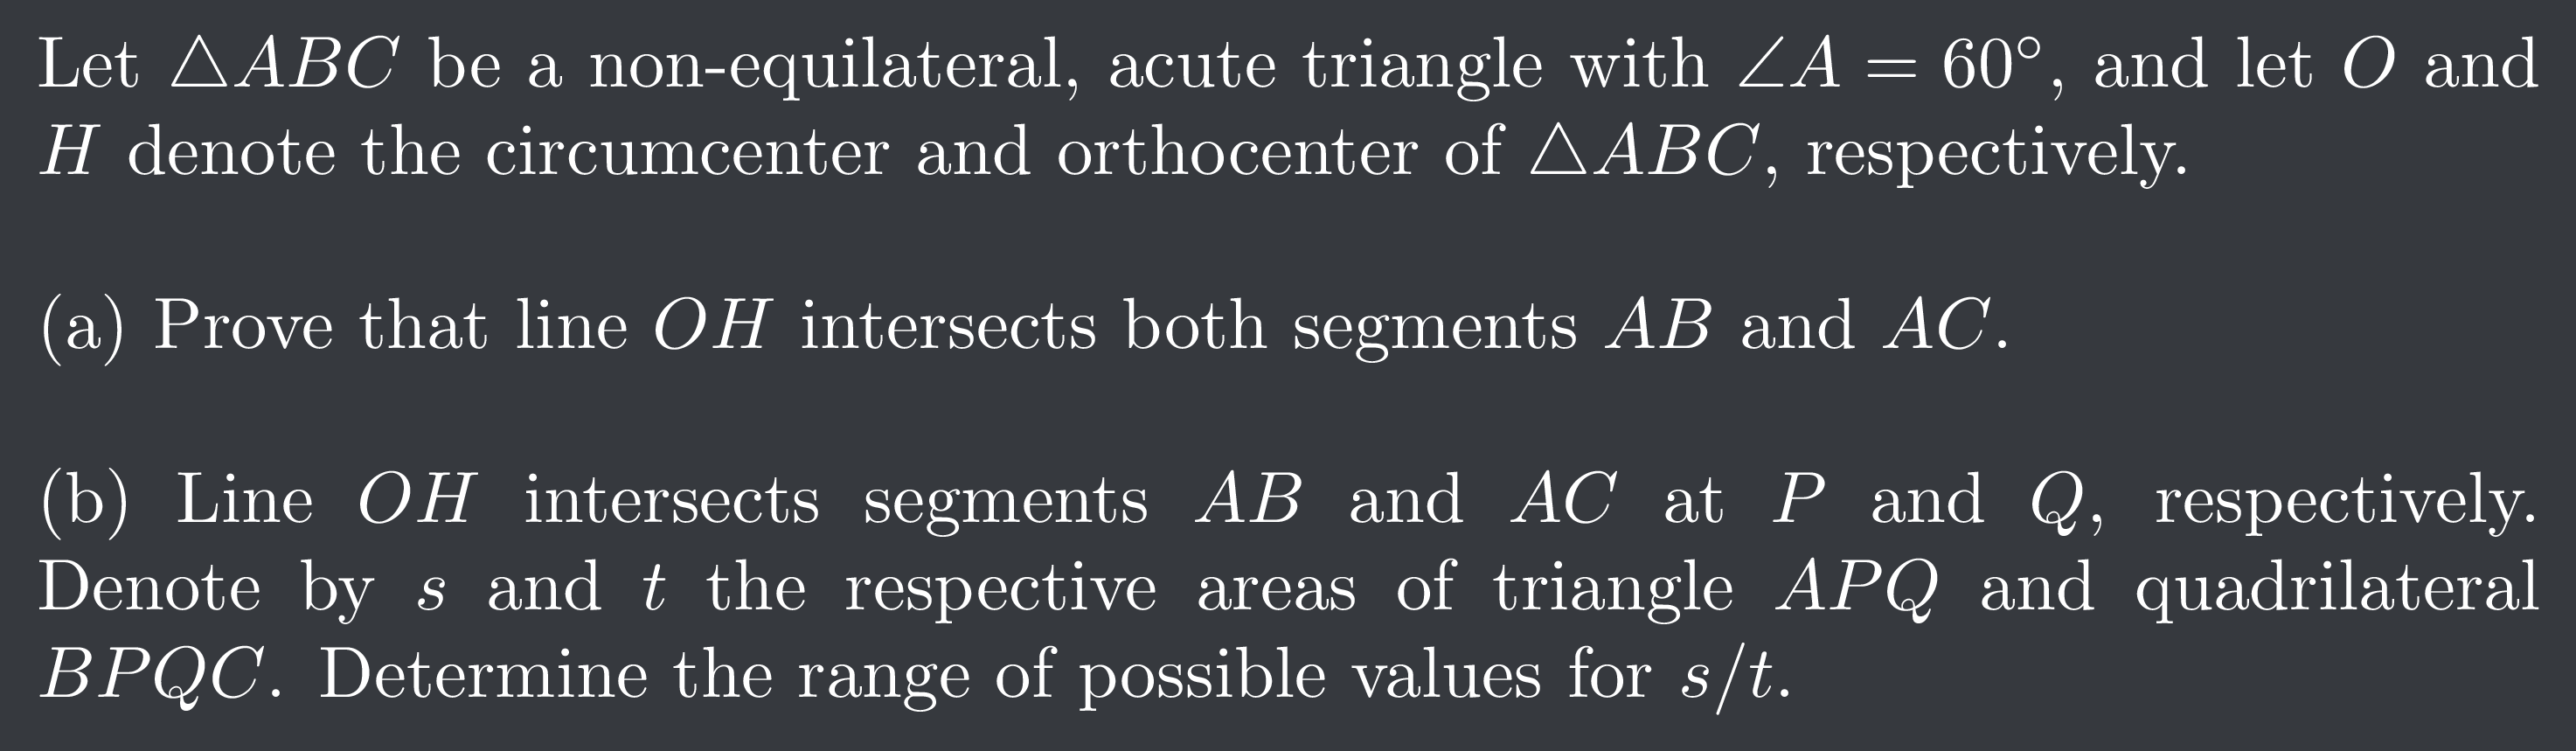 Let △ABC be a non-equilateral, acute triangle with ∠A = 60°, and let O and
H denote the circumcenter and orthocenter of △ABC, respectively.
(a) Prove that line OH intersects both segments AB and AC.
(b) Line OH intersects segments AB and AC at P and Q, respectively.
Denote by s and t the respective areas of triangle APQ and quadrilateral
BPQC. Determine the range of possible values for s/t.